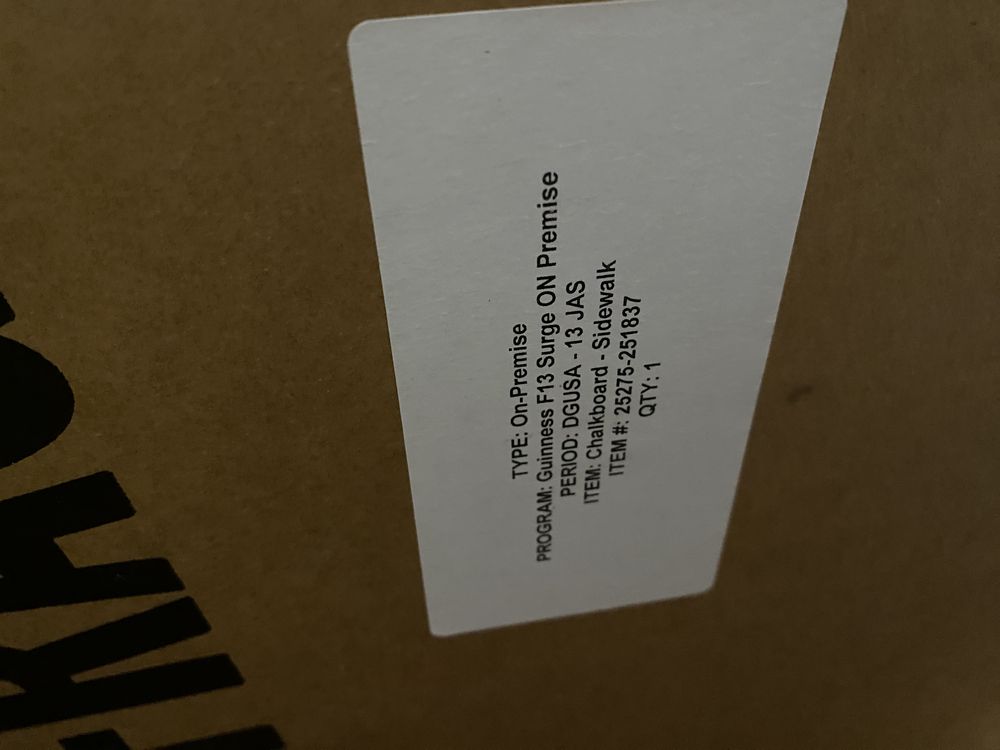 TYPE: On-Premise
PROGRAM: Guinness F13 Surge ON Premise
PERIOD: DGUSA - 13 JAS
ITEM: Chalkboard - Sidewalk
ITEM #: 25275-251837
QTY: 1